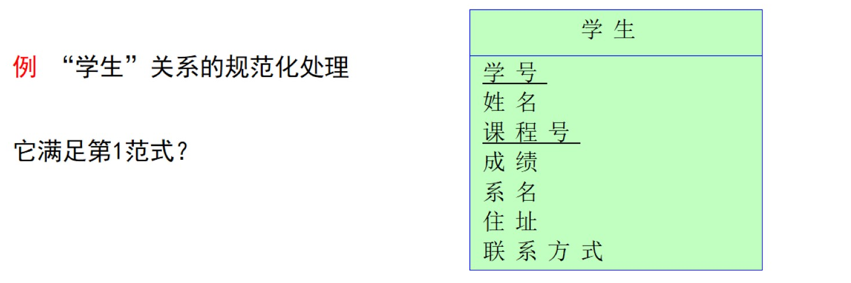 例 “学生”关系的规范化处理
它满足第1范式?
学生
学号
姓名
课程号
成绩
系名
住址
联系方式